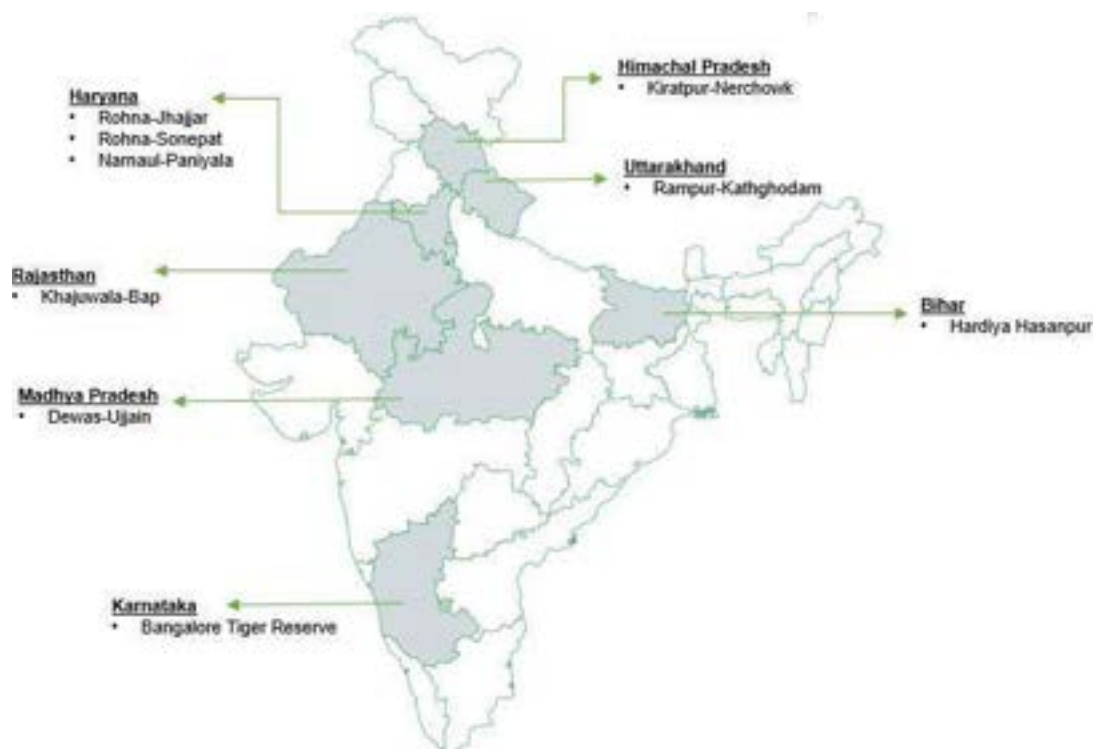 Himachal Pradesh
• Kiratpur-Nerchowk
Haryana
• Rohna-Jhajjar
• Rohna-Sonepat
• Narnaul-Paniyala
Uttarakhand
• Rampur-Kathghodam
Rajasthan
• Khajuwala-Bap
Bihar
• Hardiya Hasanpur
Madhya Pradesh
• Dewas-Ujjain
Karnataka
• Bangalore Tiger Reserve